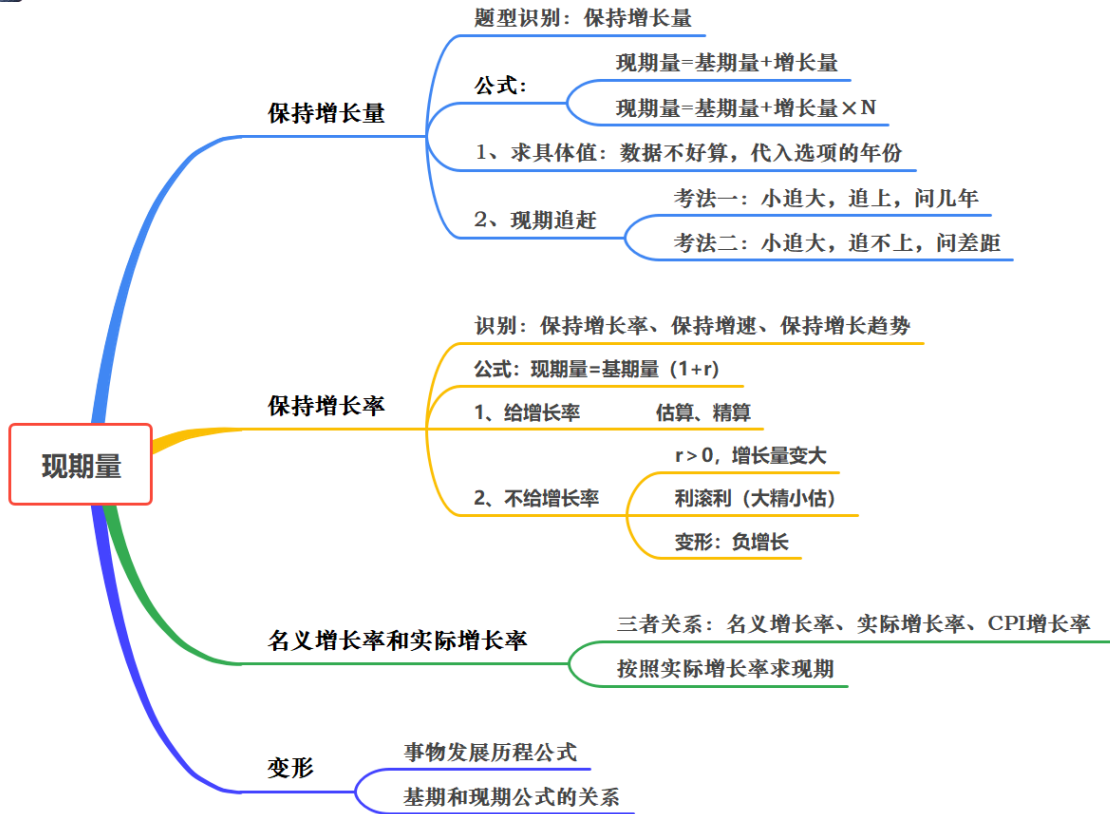 现期量
保持增长量
题型识别：保持增长量
公式：
现期量=基期量+增长量
现期量=基期量+增长量×N
1、求具体值：数据不好算，代入选项的年份
2、现期追赶
考法一：小追大，追上，问几年
考法二：小追大，追不上，问差距
保持增长率
识别：保持增长率、保持增速、保持增长趋势
公式：现期量=基期量（1+r）
1、给增长率 估算、精算
2、不给增长率
r＞0，增长量变大
利滚利（大精小估）
变形：负增长
名义增长率和实际增长率
三者关系：名义增长率、实际增长率、CPI增长率
按照实际增长率求现期
变形
事物发展历程公式
基期和现期公式的关系